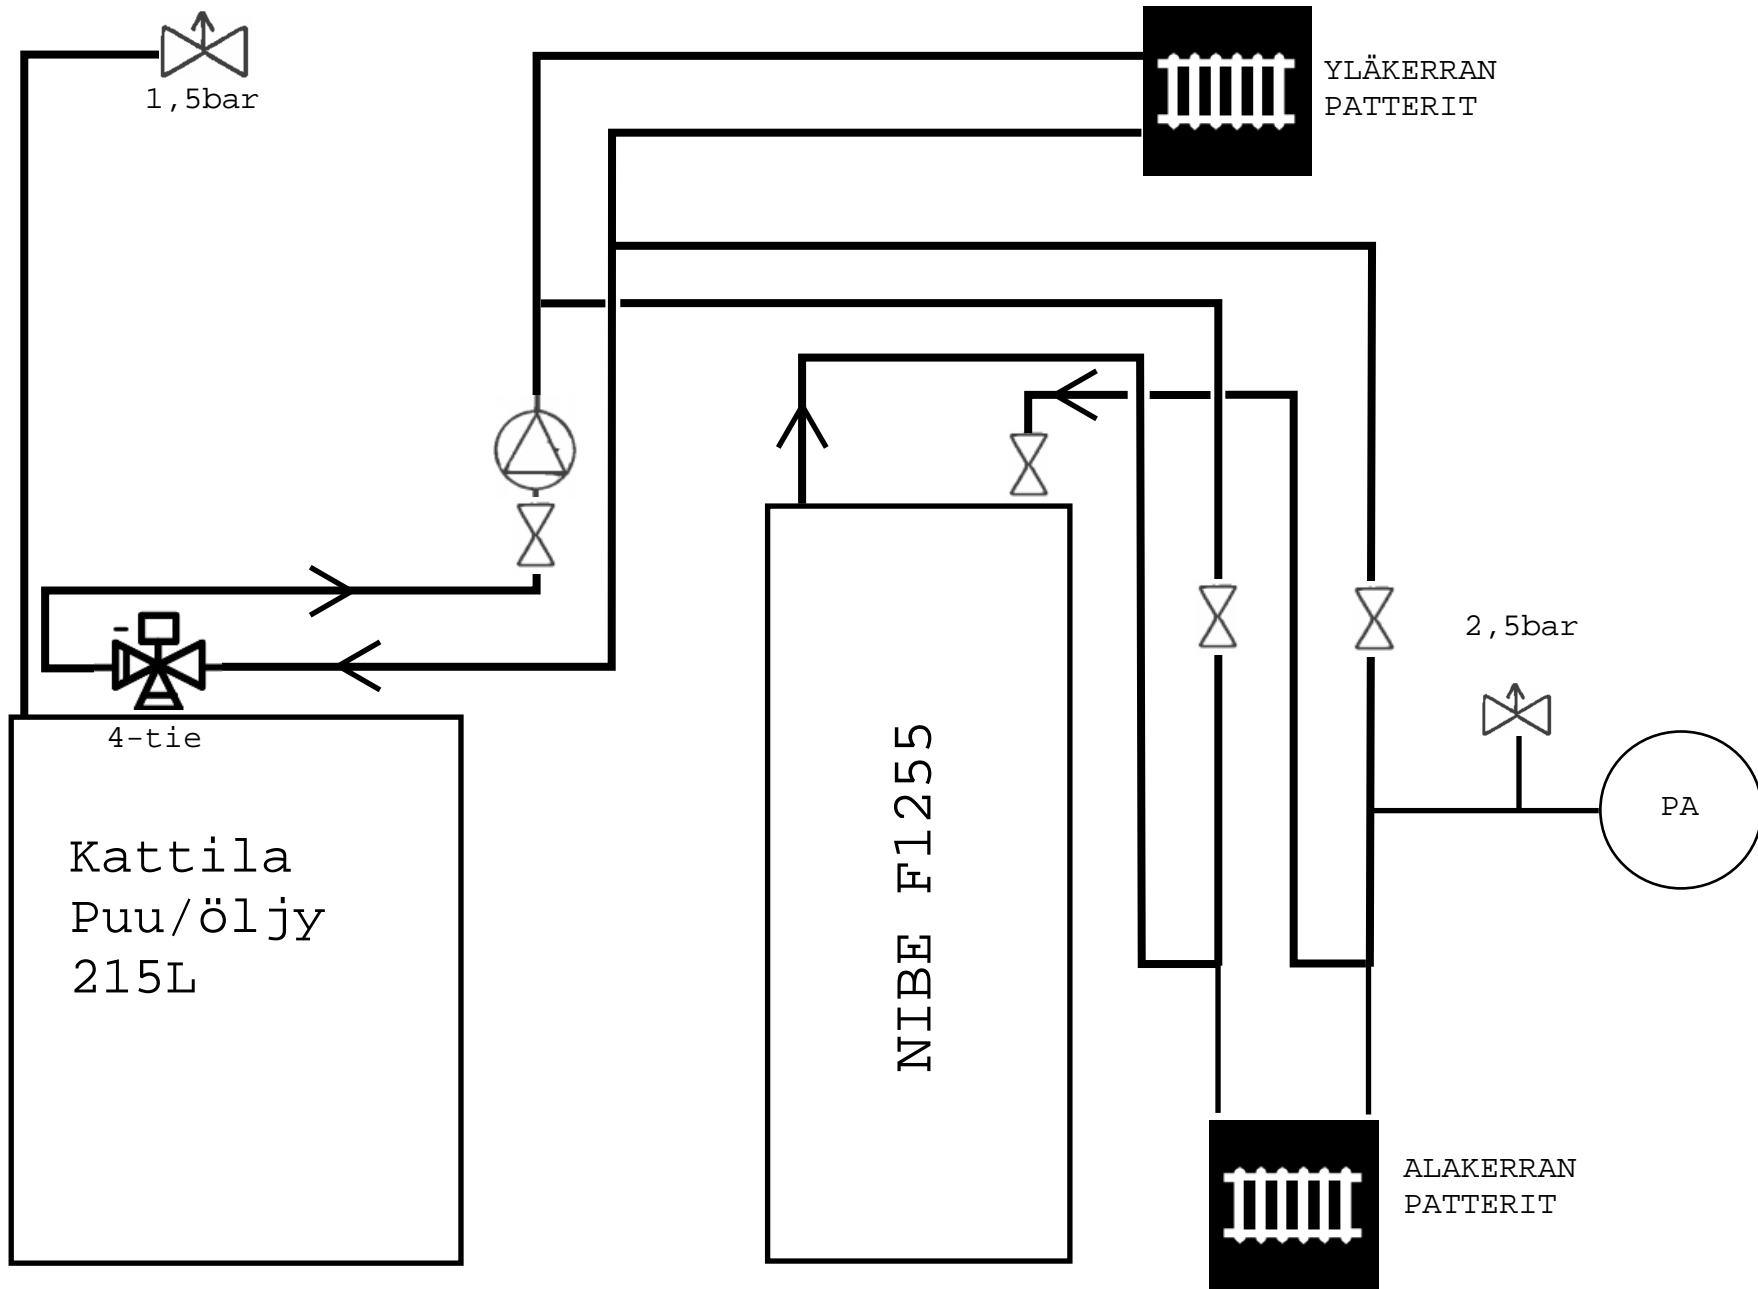 1,5bar
YLÄKERRAN
PATTERIT
4-tie
Kattila
Puu/öljy
215L
NIBE F1255
2,5bar
PA
ALAKERRAN
PATTERIT